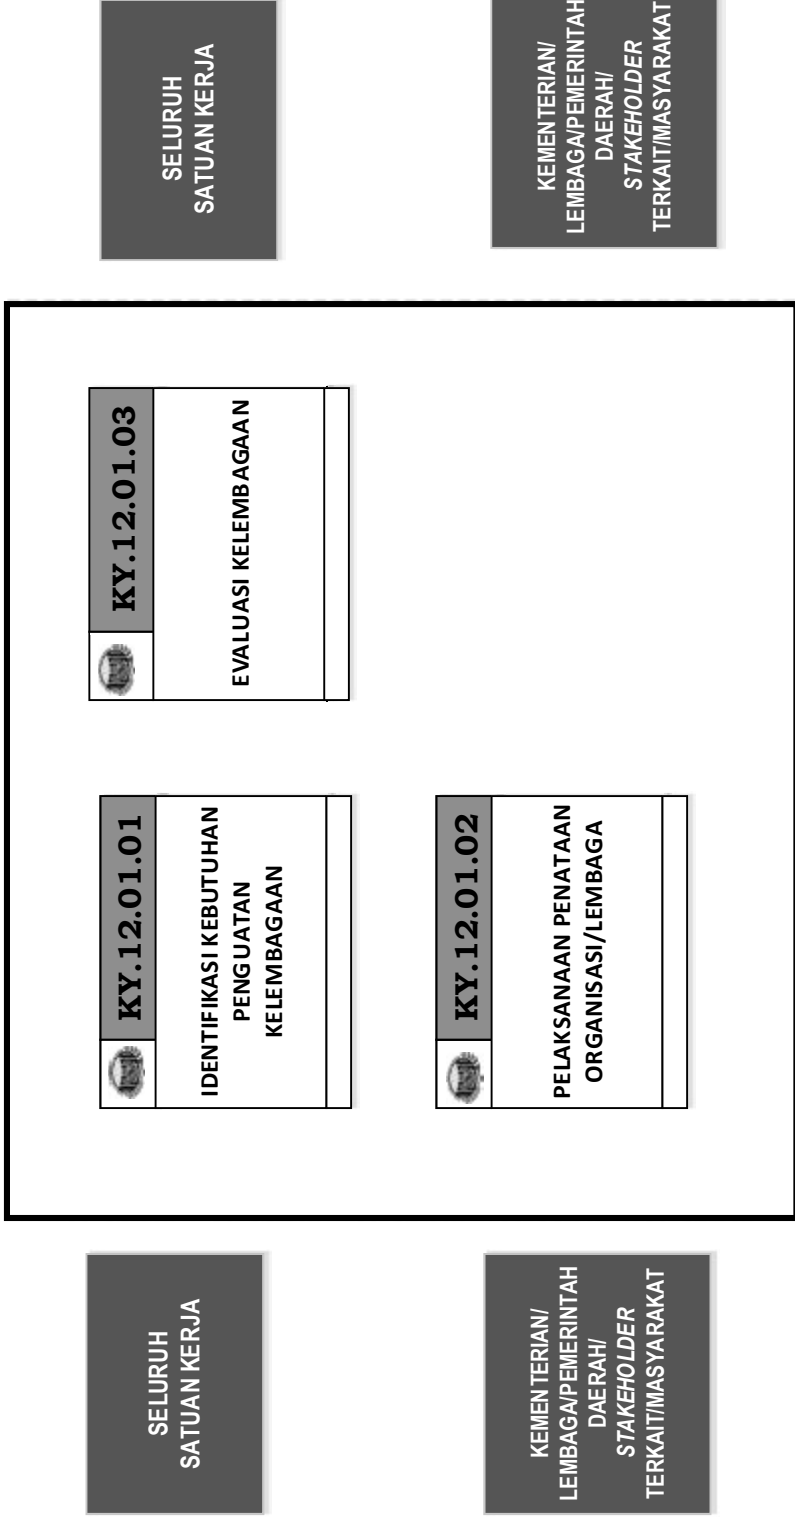 SELURUH
SATUAN KERJA
KEMENTERIAN/
LEMBAGA/PEMERINTAH
DAERAH/
STAKEHOLDER
TERKAIT/MASYARAKAT
KY.12.01.01
IDENTIFIKASI KEBUTUHAN
PENGUATAN
KELEMBAGAAN
KY.12.01.02
PELAKSANAAN PENATAAN
ORGANISASI/LEMBAGA
KY.12.01.03
EVALUASI KELEMBAGAAN
SELURUH
SATUAN KERJA
KEMENTERIAN/
LEMBAGA/PEMERINTAH
DAERAH/
STAKEHOLDER
TERKAIT/MASYARAKAT